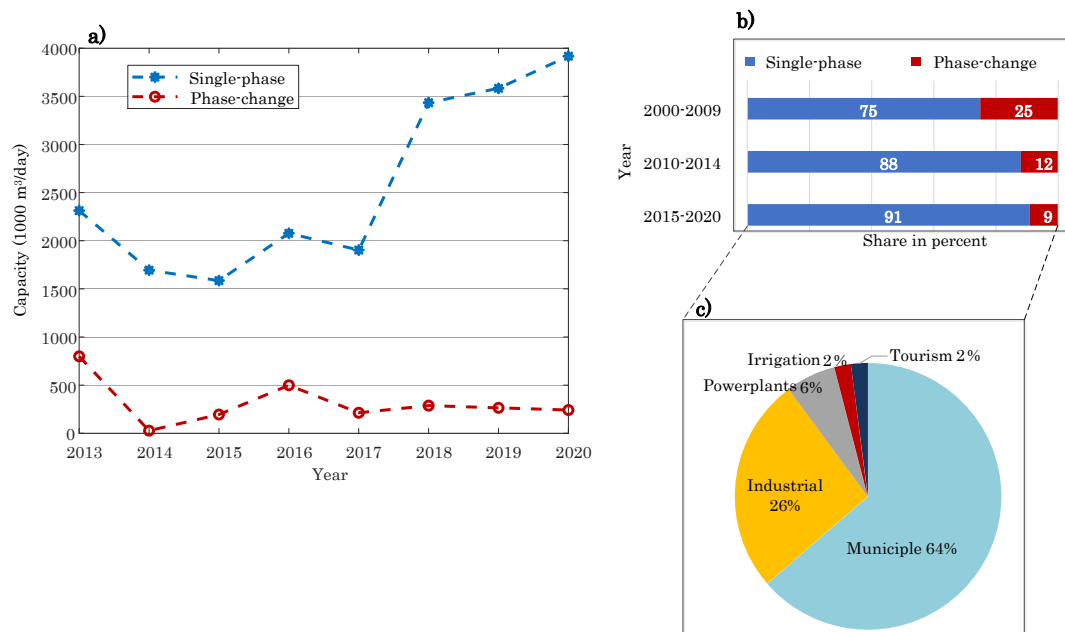 a)
4000
3500
3000
2500
2000
1500
1000
500
0
Capacity (1000 m³/day)
Single-phase
Phase-change
2013 2014 2015 2016 2017 2018 2019 2020
Year
b)
Single-phase Phase-change
Year
2000-2009 75 25
2010-2014 88 12
2015-2020 91 9
Share in percent
c)
Irrigation 2%
Tourism 2%
Powerplants 6%
Industrial
26%
Municiple 64%